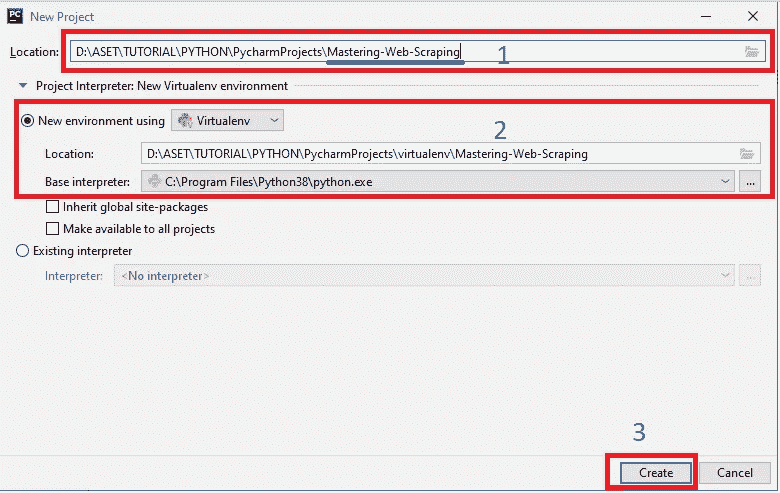 PC New Project
Location: D:\ASET\TUTORIAL\PYTHON\PycharmProjects\Mastering-Web-Scraping
1
Project Interpreter: New Virtualenv environment
New environment using Virtualenv
2
Location: D:\ASET\TUTORIAL\PYTHON\PycharmProjects\virtualenv\Mastering-Web-Scraping
Base interpreter: C:\Program Files\Python38\python.exe ...
Inherit global site-packages
Make available to all projects
Existing interpreter
Interpreter: <No interpreter> ...
3
Create Cancel